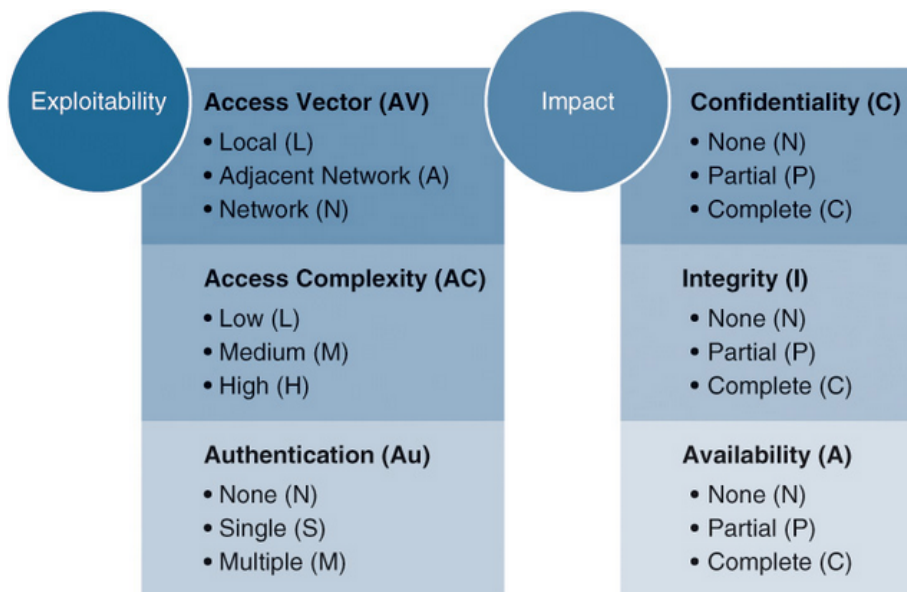 Exploitability
Access Vector (AV)
• Local (L)
• Adjacent Network (A)
• Network (N)
Access Complexity (AC)
• Low (L)
• Medium (M)
• High (H)
Authentication (Au)
• None (N)
• Single (S)
• Multiple (M)
Impact
Confidentiality (C)
• None (N)
• Partial (P)
• Complete (C)
Integrity (I)
• None (N)
• Partial (P)
• Complete (C)
Availability (A)
• None (N)
• Partial (P)
• Complete (C)